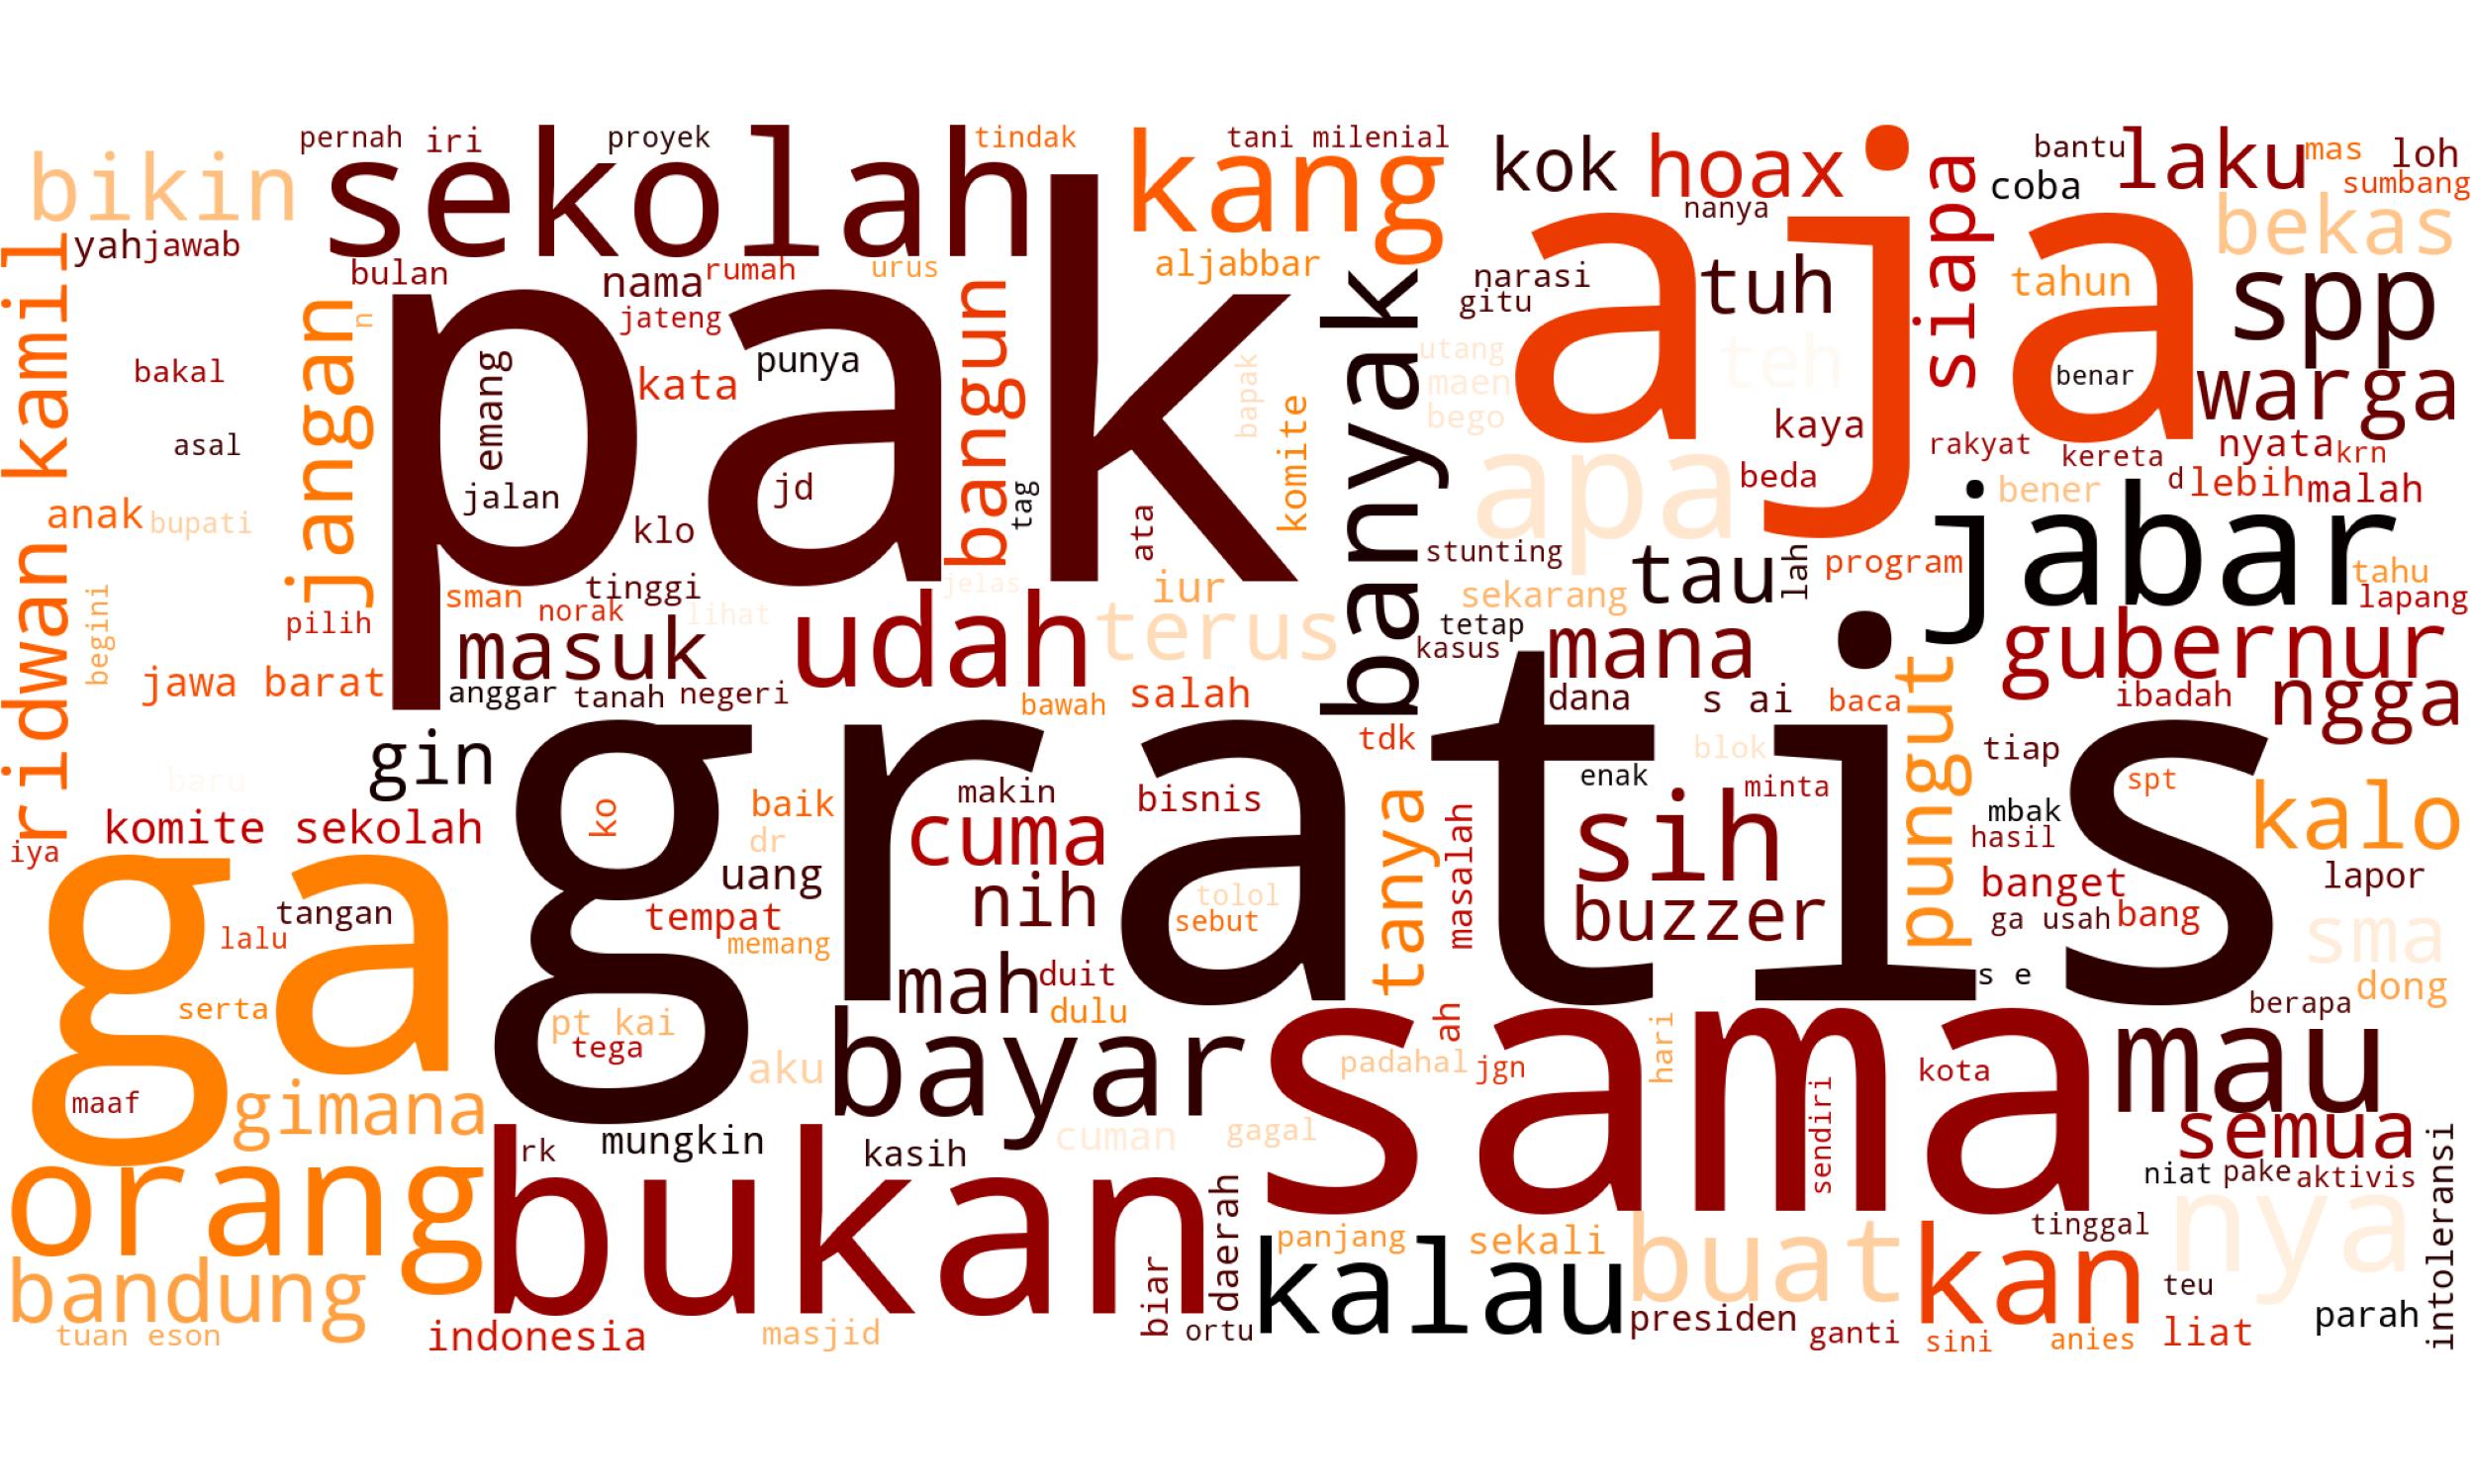 pernah
iri
proyek
tindak
tani milenial
bikin
sekolah
kang
kok
hoax
siapa
bantu
laku
mas
loh
coba
sumbang
nanya
bekas
yah
jawab
bulan
nama
rumah
urus
aljabbar
narasi
gitu
tuh
tahun
spp
ridwan kamil
jangan
n
jateng
pak
bangun
banyak
aja
bakal
emang
kata
punya
bapak
komite
utang
maen
bego
teh
benar
warga
asal
jalan
jd
tag
ata
apa
kaya
beda
rakyat
kereta
nyata
krn
anak
bupati
klo
bener
d
lebih
malah
stunting
jabar
begini
sman
tinggi
norak
lihat
jelas
iur
sekarang
tau
lah
program
tahu
lapang
pilih
masuk
udah
terus
tetap
kasus
mana
gubernur
jawa barat
anggar
tanah
negeri
bawah
salah
dana
s ai
baca
pungut
ibadah
ngga
gin
gratis
tdk
blok
tiap
baru
ko
baik
makin
bisnis
tanya
enak
minta
spt
komite sekolah
dr
cuma
masalah
sih
mbak
hasil
kalo
iya
uang
nih
tolol
sebut
buzzer
banget
lapor
ga
tangan
lalu
tempat
memang
ga usah
bang
sma
serta
mah
duit
dulu
s e
berapa
dong
pt kai
tega
aku
bayar
ah
sama
padahal
jgn
hari
sendiri
kota
mau
maaf
gimana
mungkin
rk
kasih
cuman
gagal
semua
niat
pake
aktivis
intoleransi
orang
bukan
daerah
biar
panjang
sekali
buat
kan
tinggal
nya
bandung
kalau
teu
parah
tuan eson
indonesia
masjid
ortu
presiden
ganti
sini
anies
liat